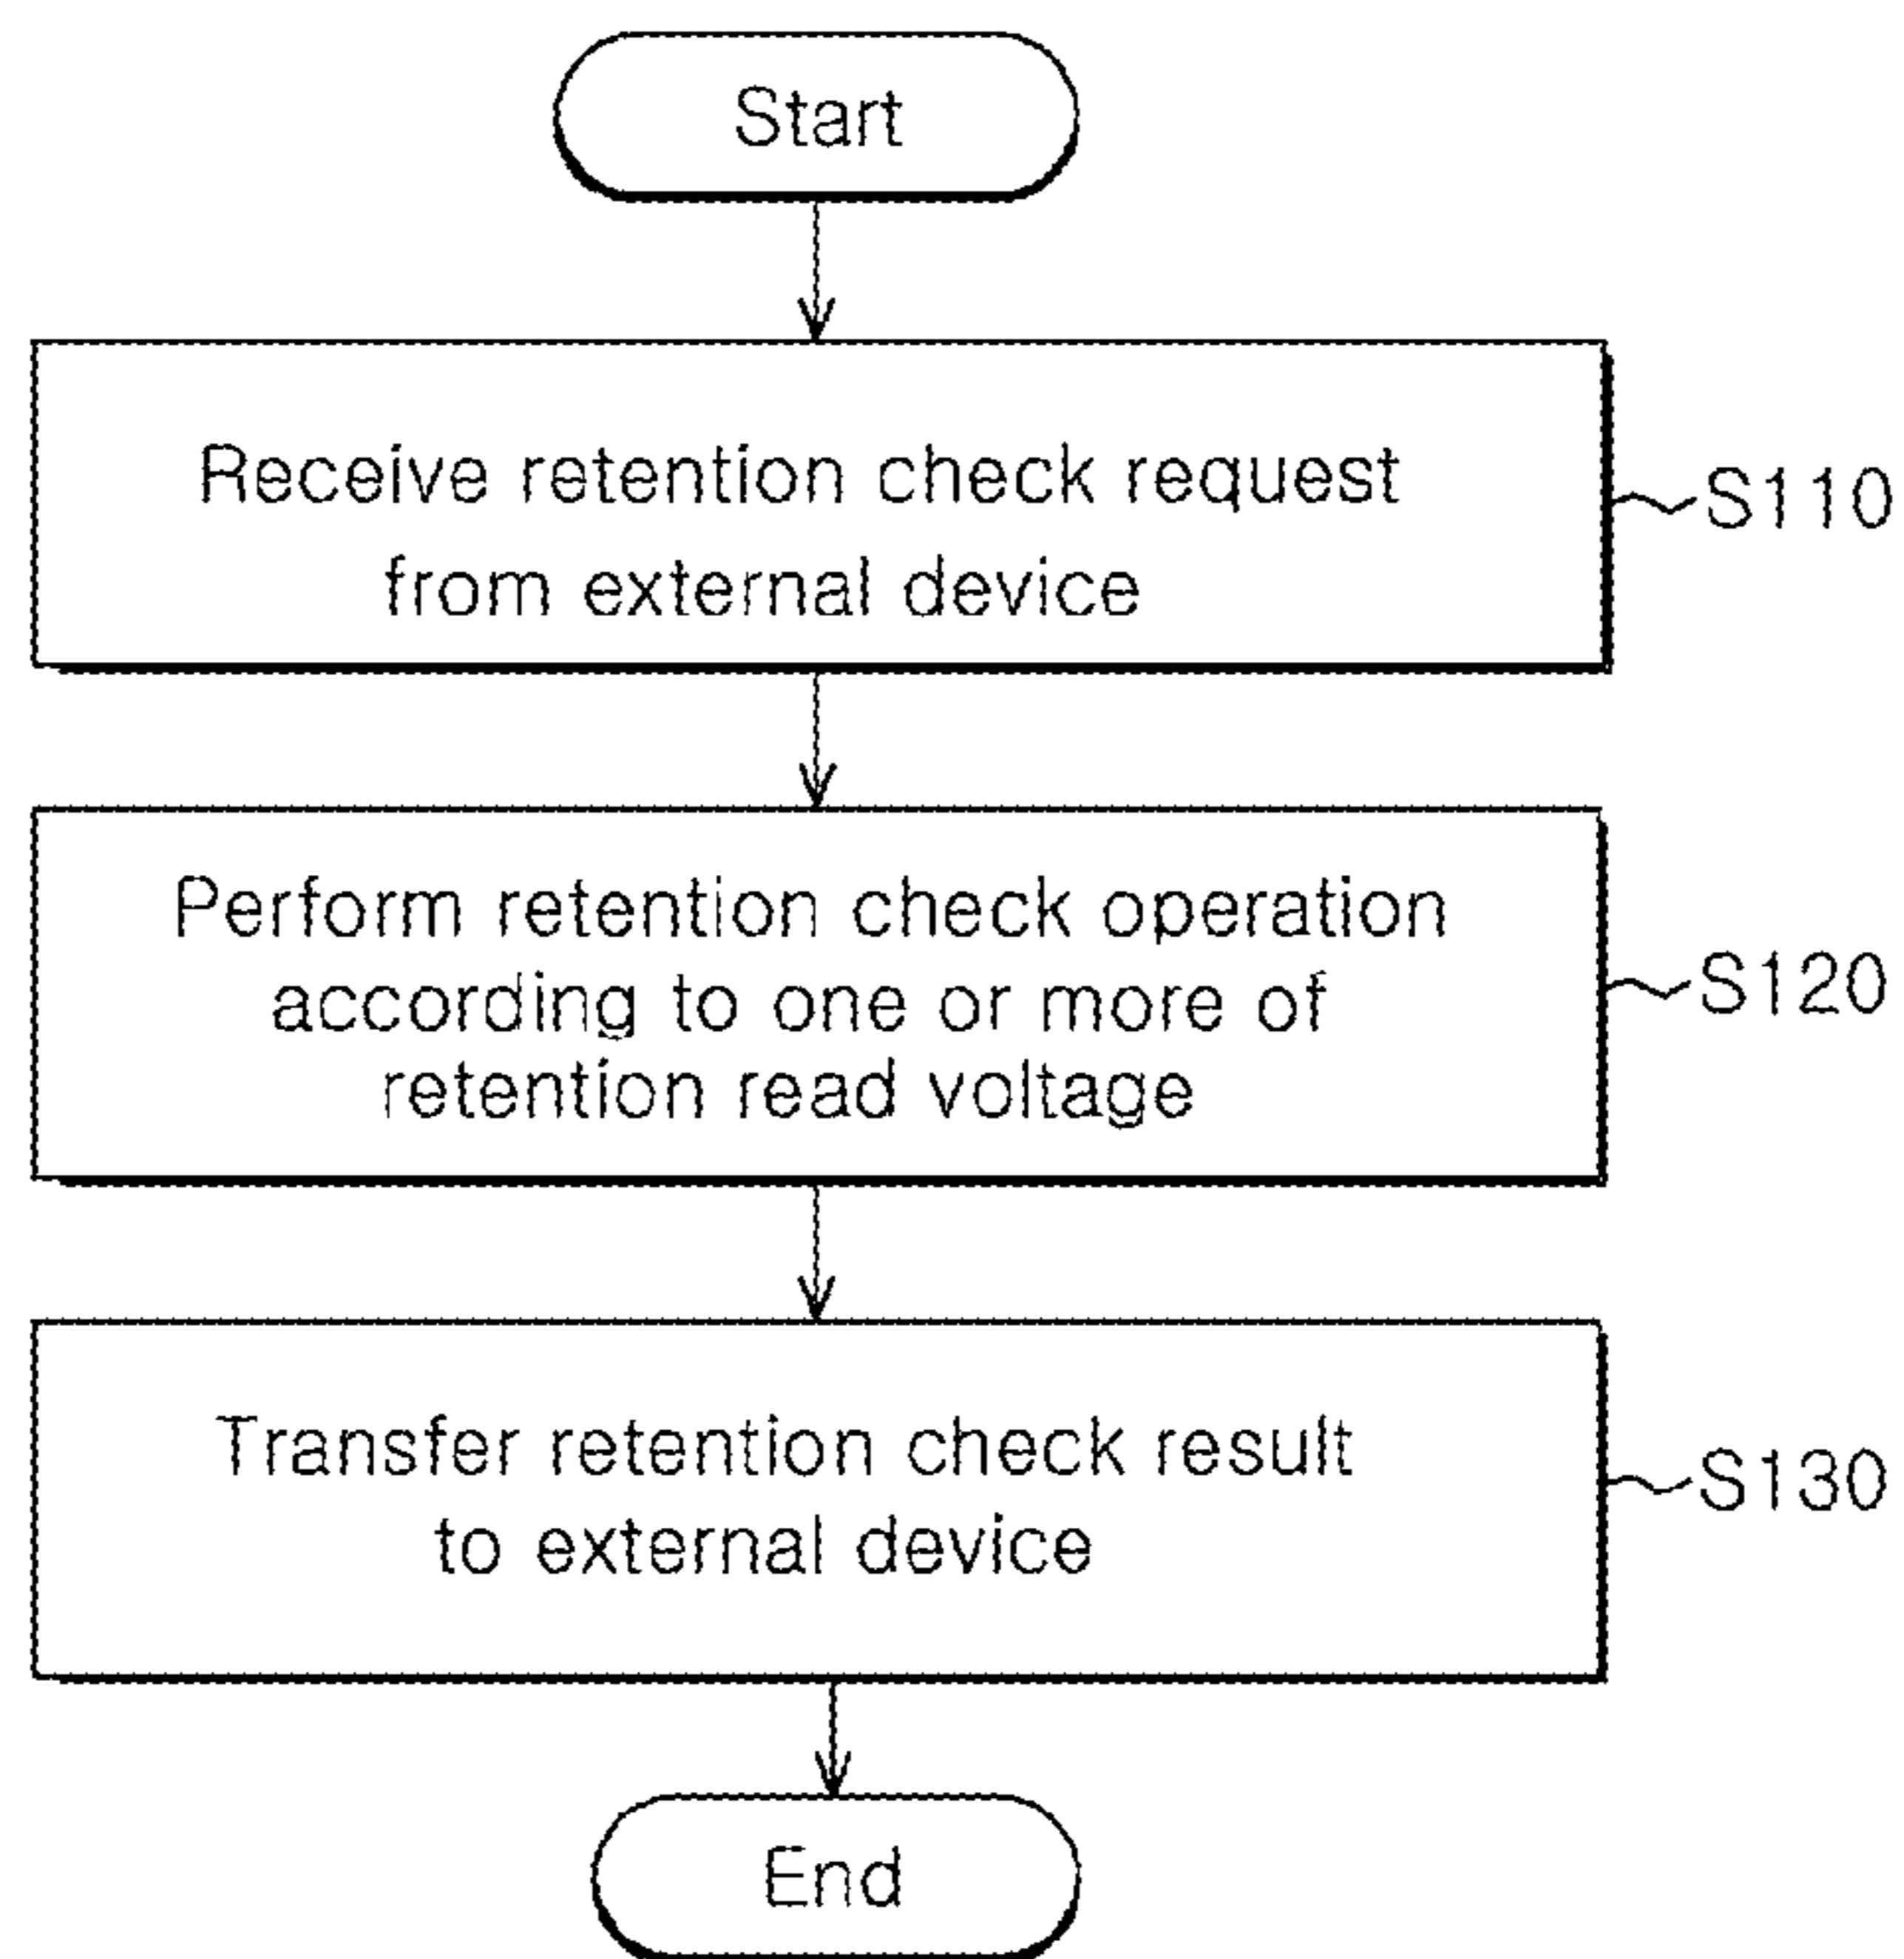 Start
Receive retention check request
from external device
S110
Perform retention check operation
according to one or more of
retention read voltage
S120
Transfer retention check result
to external device
S130
End